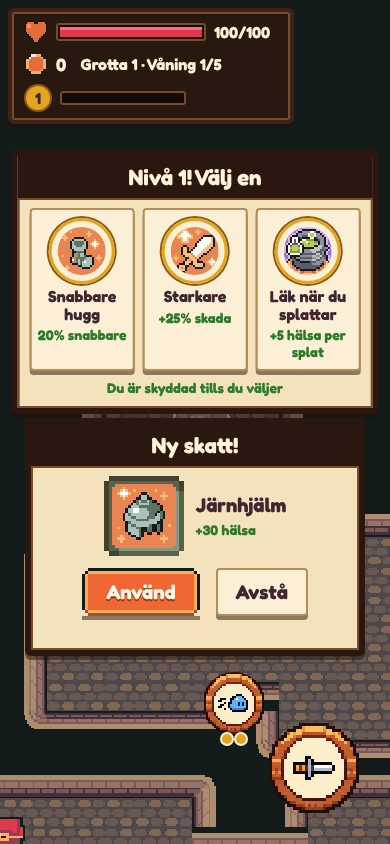 100/100
0 Grotta 1 · Våning 1/5
1
Nivå 1! Välj en
Snabbare hugg
20% snabbare
Starkare
+25% skada
Läk när du splattar
+5 hälsa per splat
Du är skyddad tills du väljer
Ny skatt!
Järnhjälm
+30 hälsa
Använd
Avstå